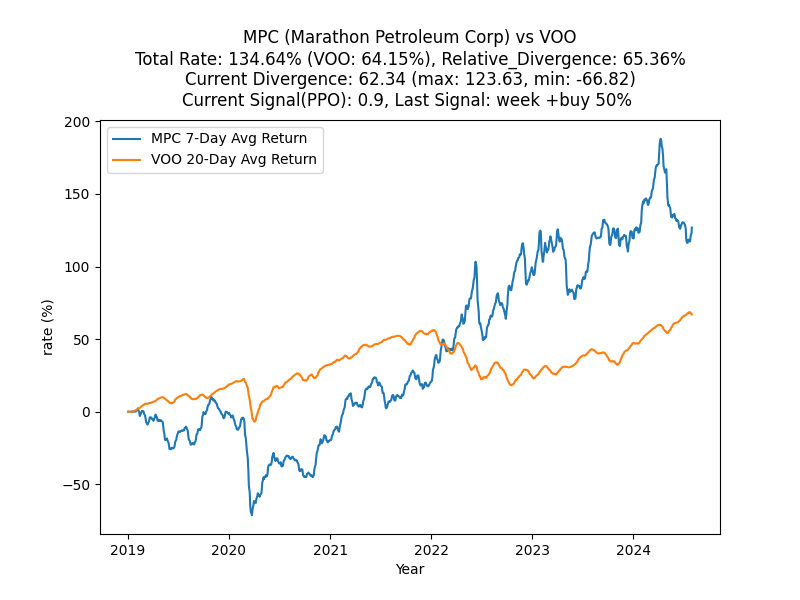 MPC (Marathon Petroleum Corp) vs VOO
Total Rate: 134.64% (VOO: 64.15%), Relative_Divergence: 65.36%
Current Divergence: 62.34 (max: 123.63, min: -66.82)
Current Signal(PPO): 0.9, Last Signal: week +buy 50%
MPC 7-Day Avg Return
VOO 20-Day Avg Return
200
150
100
50
0
−50
rate (%)
2019 2020 2021 2022 2023 2024
Year